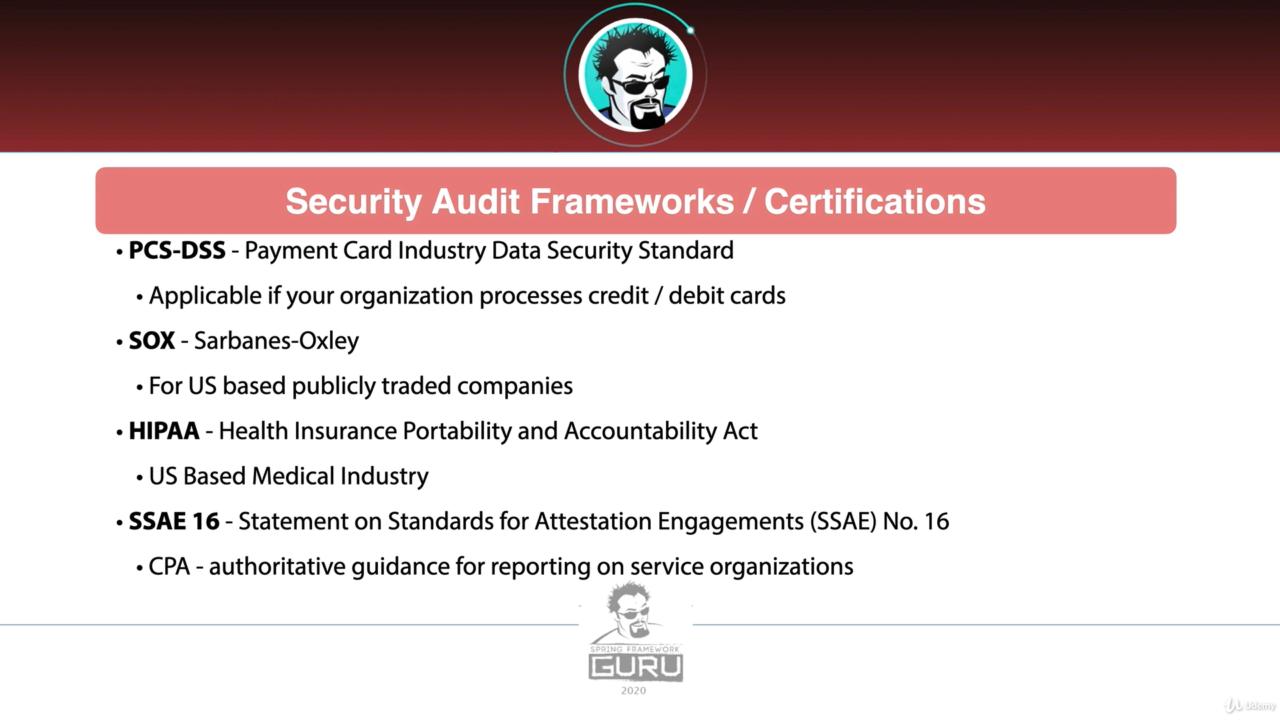 Security Audit Frameworks / Certifications
• PCS-DSS - Payment Card Industry Data Security Standard
• Applicable if your organization processes credit / debit cards
• SOX - Sarbanes-Oxley
• For US based publicly traded companies
• HIPAA - Health Insurance Portability and Accountability Act
• US Based Medical Industry
• SSAE 16 - Statement on Standards for Attestation Engagements (SSAE) No. 16
• CPA - authoritative guidance for reporting on service organizations
SPRING FRAMEWORK
GURU
2020
Udemy